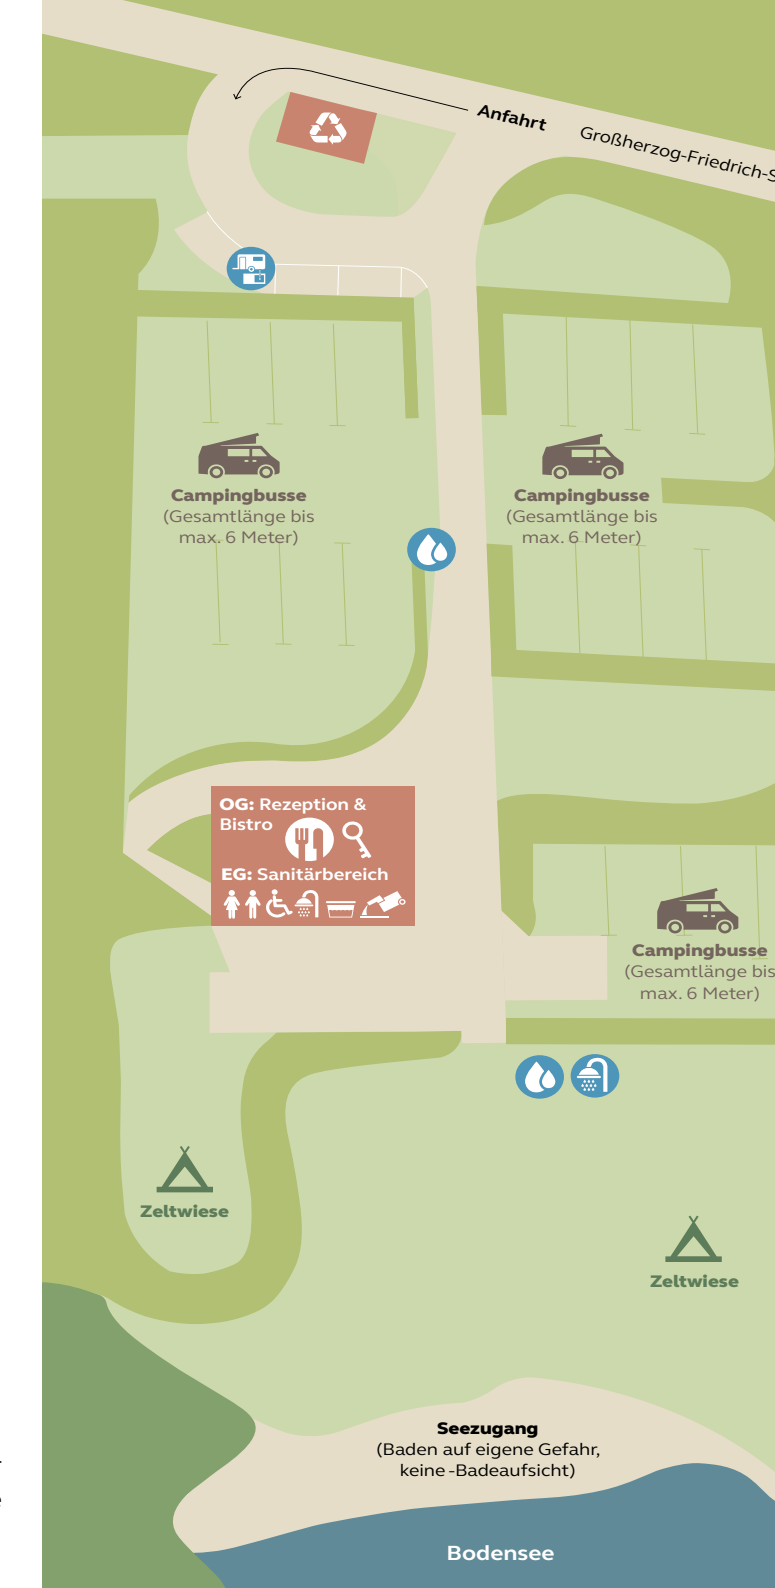 Anfahrt
Großherzog-Friedrich-S
Campingbusse
(Gesamtlänge bis
max. 6 Meter)
Campingbusse
(Gesamtlänge bis
max. 6 Meter)
OG: Rezeption &
Bistro
EG: Sanitärbereich
Campingbusse
(Gesamtlänge bis
max. 6 Meter)
Zeltwiese
Zeltwiese
Seezugang
(Baden auf eigene Gefahr,
keine -Badeaufsicht)
Bodensee